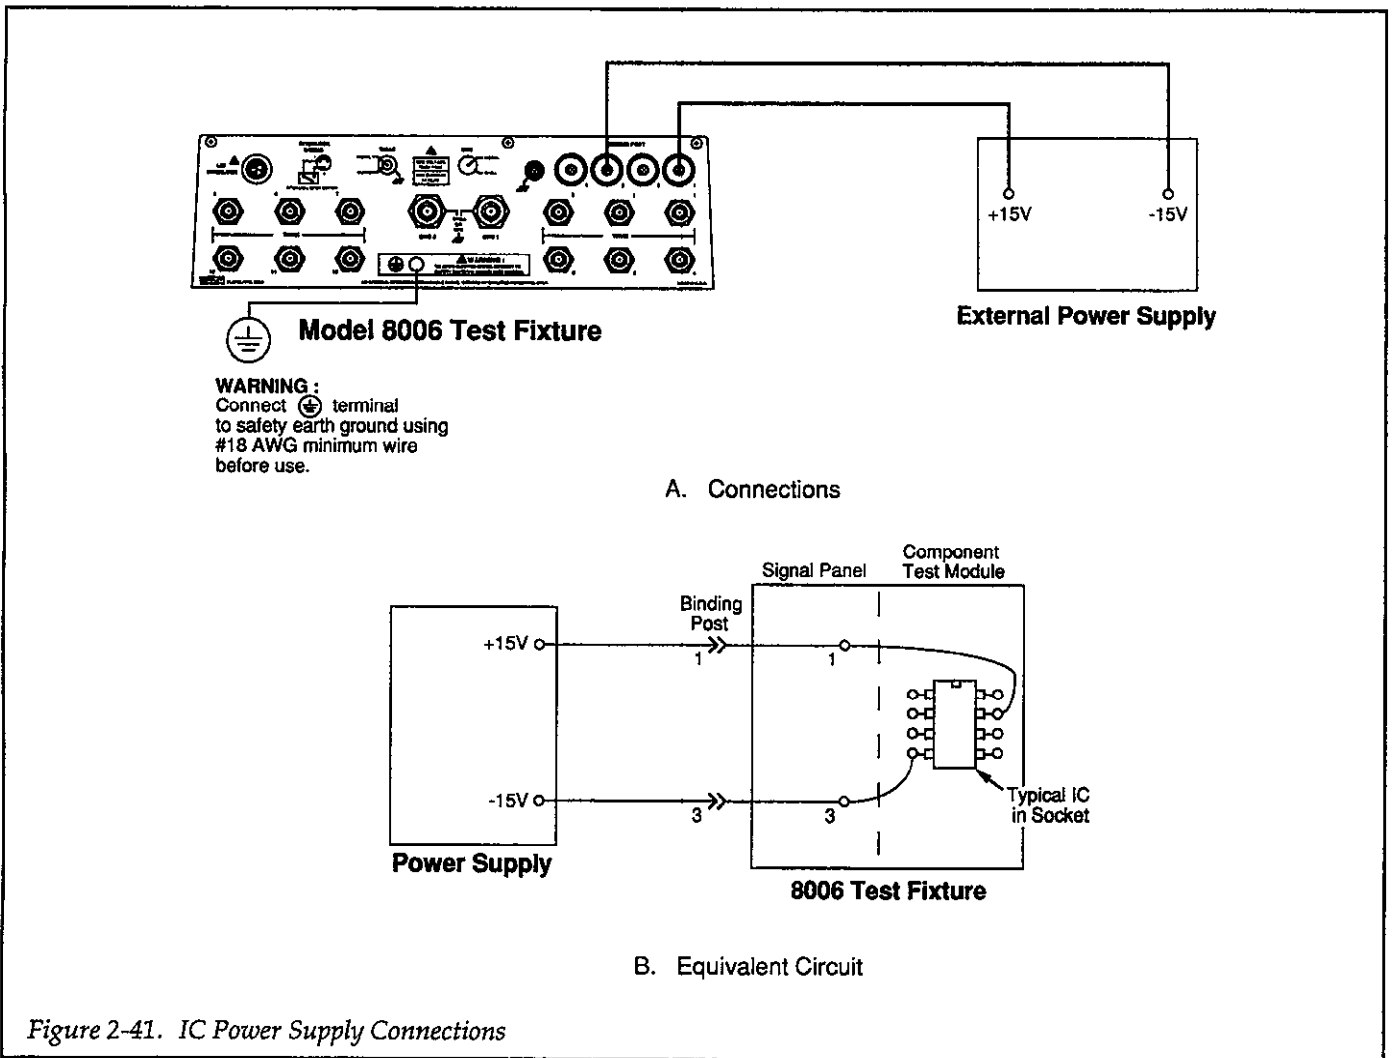 +15V
-15V
External Power Supply
Model 8006 Test Fixture
WARNING :
WARNING :
Connect terminal
to safety earth ground using
#18 AWG minimum wire
before use.
A. Connections
Signal Panel
Component
Test Module
Binding
Post
+15V
1
1
-15V
3
3
Typical IC
in Socket
Power Supply
8006 Test Fixture
B. Equivalent Circuit
Figure 2-41. IC Power Supply Connections